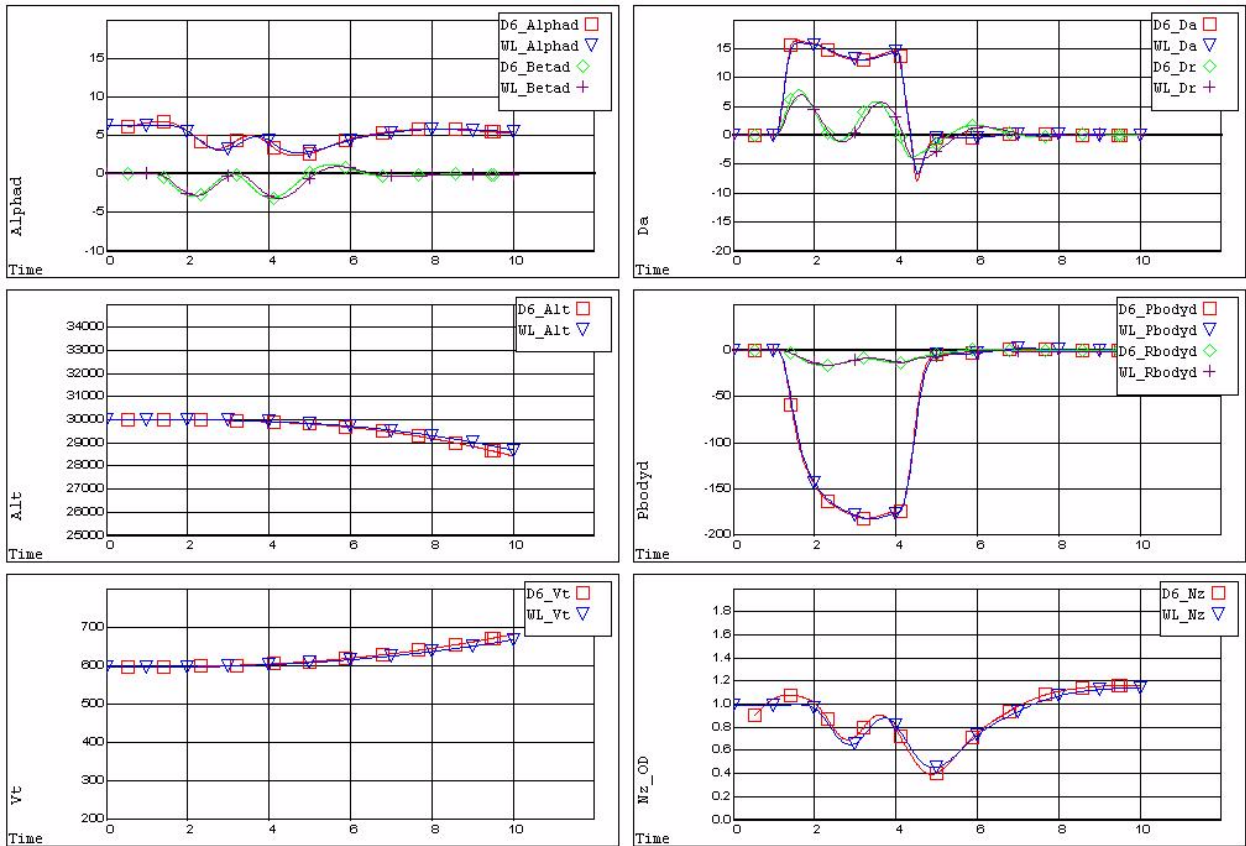 D6_Alphad
WL_Alphad
D6_Betad
WL_Betad
15
10
5
0
-5
-10
Alphad
Time
0 2 4 6 8 10
D6_Da
WL_Da
D6_Dr
WL_Dr
15
10
5
0
-5
-10
-15
-20
Da
Time
0 2 4 6 8 10
D6_Alt
WL_Alt
34000
33000
32000
31000
30000
29000
28000
27000
26000
25000
Alt
Time
0 2 4 6 8 10
D6_Pbodyd
WL_Pbodyd
D6_Rbodyd
WL_Rbodyd
0
-50
-100
-150
-200
Pbodyd
Time
0 2 4 6 8 10
D6_Vt
WL_Vt
700
600
500
400
300
200
Vt
Time
0 2 4 6 8 10
D6_Nz
WL_Nz
1.8
1.6
1.4
1.2
1.0
0.8
0.6
0.4
0.2
0.0
Nz_OD
Time
0 2 4 6 8 10